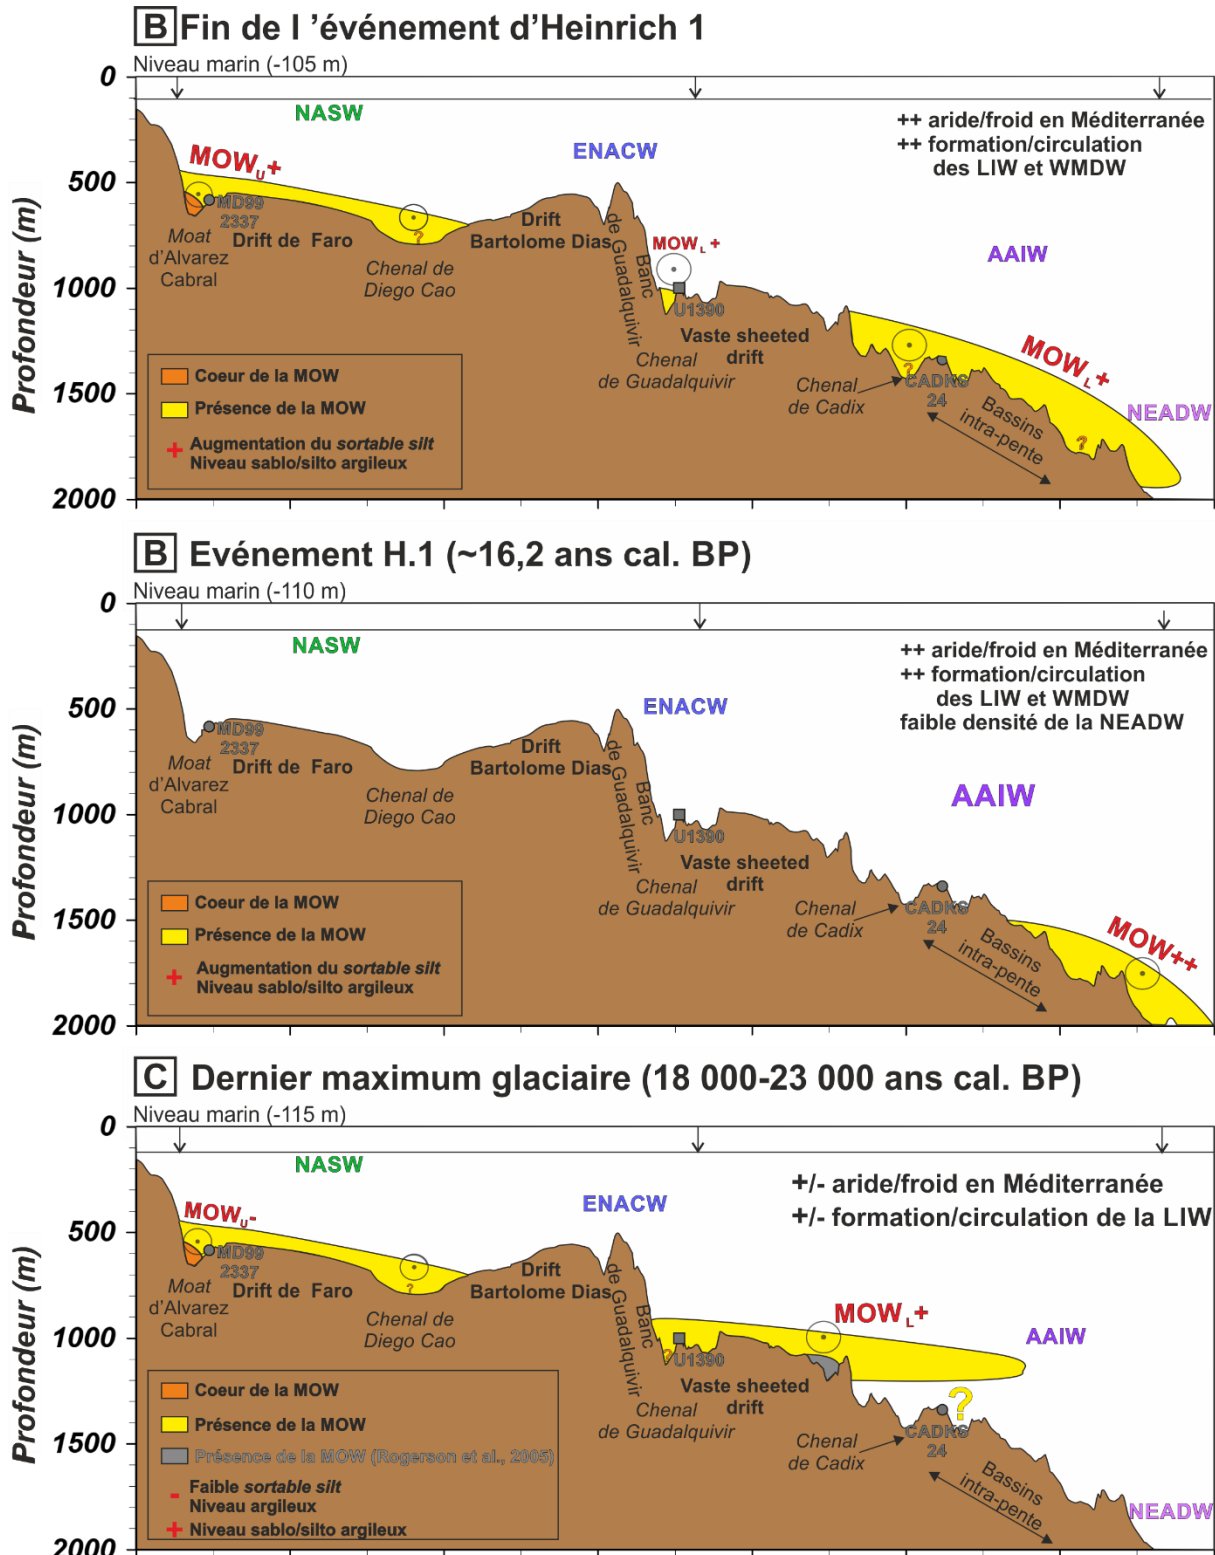 B Fin de l 'événement d'Heinrich 1
Niveau marin (-105 m)
0
500
1000
1500
2000
Profondeur (m)
NASW
ENACW
++ aride/froid en Méditerranée
++ formation/circulation
des LIW et WMDW
MOWU+
MD99
2337
Moat
d'Alvarez
Cabral
Drift de Faro
?
Chenal de
Diego Cao
Drift
Bartolome Dias
Banc
de Guadalquivir
MOWL+
U1390
AAIW
Vaste sheeted
drift
Chenal
de Guadalquivir
MOWL+
NEADW
?
CADKS
24
Chenal
de Cadix
Bassins
intra-pente
?
Coeur de la MOW
Présence de la MOW
+ Augmentation du sortable silt
Niveau sablo/silto argileux
B Evénement H.1 (~16,2 ans cal. BP)
Niveau marin (-110 m)
0
500
1000
1500
2000
Profondeur (m)
NASW
ENACW
++ aride/froid en Méditerranée
++ formation/circulation
des LIW et WMDW
faible densité de la NEADW
MD99
2337
Moat
d'Alvarez
Cabral
Drift de Faro
Chenal de
Diego Cao
Drift
Bartolome Dias
Banc
de Guadalquivir
U1390
AAIW
Vaste sheeted
drift
Chenal
de Guadalquivir
CADKS
24
Chenal
de Cadix
Bassins
intra-pente
MOW++
Coeur de la MOW
Présence de la MOW
+ Augmentation du sortable silt
Niveau sablo/silto argileux
C Dernier maximum glaciaire (18 000-23 000 ans cal. BP)
Niveau marin (-115 m)
0
500
1000
1500
2000
Profondeur (m)
NASW
ENACW
+/- aride/froid en Méditerranée
+/- formation/circulation de la LIW
MOWU-
MD99
2337
Moat
d'Alvarez
Cabral
Drift de Faro
?
Chenal de
Diego Cao
Drift
Bartolome Dias
Banc
de Guadalquivir
MOWL+
AAIW
?
U1390
Vaste sheeted
drift
Chenal
de Guadalquivir
?
CADKS
24
Chenal
de Cadix
Bassins
intra-pente
NEADW
Coeur de la MOW
Présence de la MOW
Présence de la MOW (Rogerson et al., 2005)
- Faible sortable silt
Niveau argileux
+ Niveau sablo/silto argileux